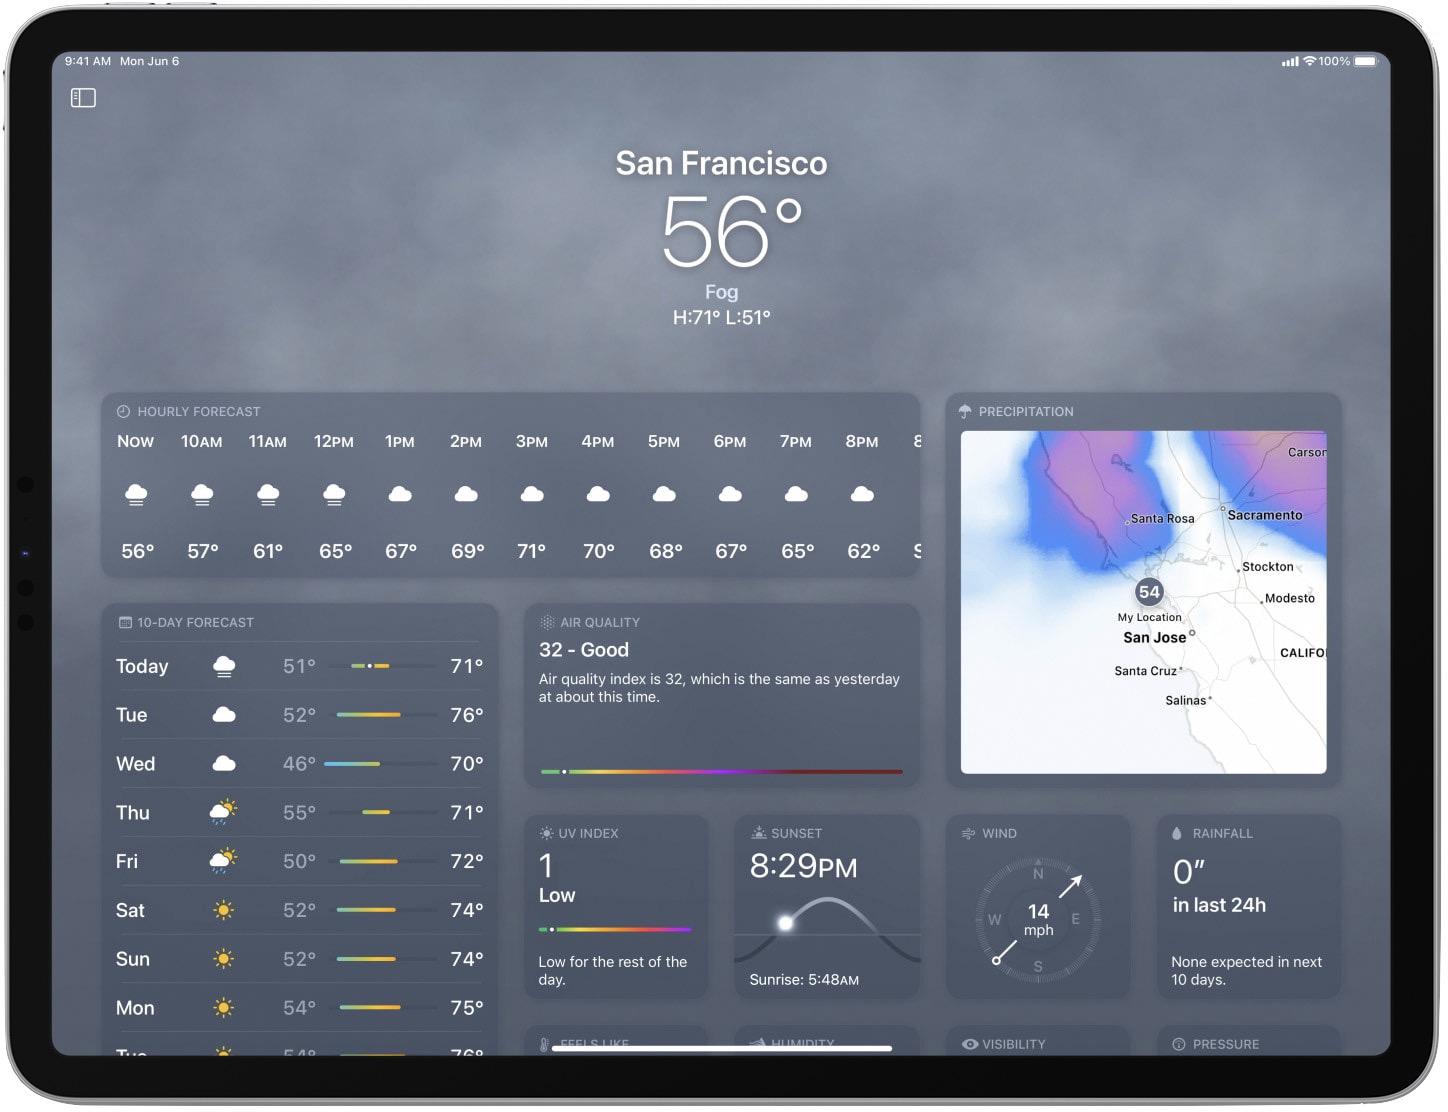 9:41 AM Mon Jun 6
100%
San Francisco
56°
Fog
H:71° L:51°
HOURLY FORECAST
Now 10AM 11AM 12PM 1PM 2PM 3PM 4PM 5PM 6PM 7PM 8PM
56° 57° 61° 65° 67° 69° 71° 70° 68° 67° 65° 62°
PRECIPITATION
Carson
Santa Rosa
Sacramento
Stockton
54
Modesto
My Location
San Jose
CALIFO
Santa Cruz
Salinas
10-DAY FORECAST
Today 51° 71°
Tue 52° 76°
Wed 46° 70°
Thu 55° 71°
Fri 50° 72°
Sat 52° 74°
Sun 52° 74°
Mon 54° 75°
Tue 54° 76°
AIR QUALITY
32 - Good
Air quality index is 32, which is the same as yesterday
at about this time.
UV INDEX
1
Low
Low for the rest of the
day.
SUNSET
8:29PM
Sunrise: 5:48AM
WIND
N
W E
S
14
mph
RAINFALL
0”
in last 24h
None expected in next
10 days.
FEELS LIKE
HUMIDITY
VISIBILITY
PRESSURE